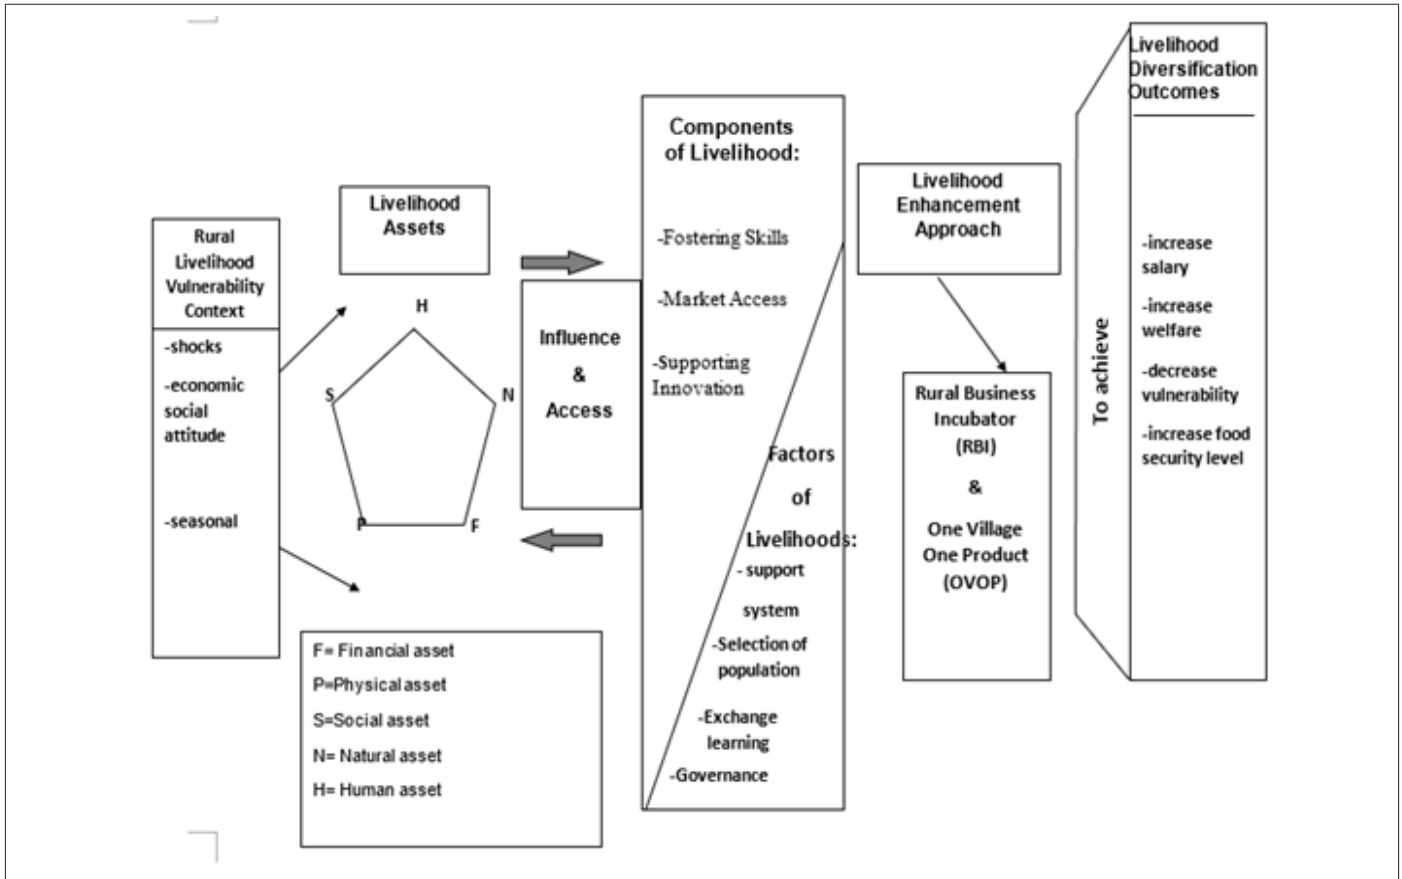 Rural
Livelihood
Vulnerability
Context
-shocks
-economic
social
attitude
-seasonal
Livelihood
Assets
H
S
N
P
F
F= Financial asset
P=Physical asset
S=Social asset
N= Natural asset
H= Human asset
Influence
&
Access
Components
of Livelihood:
-Fostering Skills
-Market Access
-Supporting
Innovation
Factors
of
Livelihoods:
- support
system
-Selection of
population
-Exchange
learning
-Governance
Livelihood
Enhancement
Approach
Rural Business
Incubator
(RBI)
&
One Village
One Product
(OVOP)
To achieve
Livelihood
Diversification
Outcomes
-increase
salary
-increase
welfare
-decrease
vulnerability
-increase food
security level